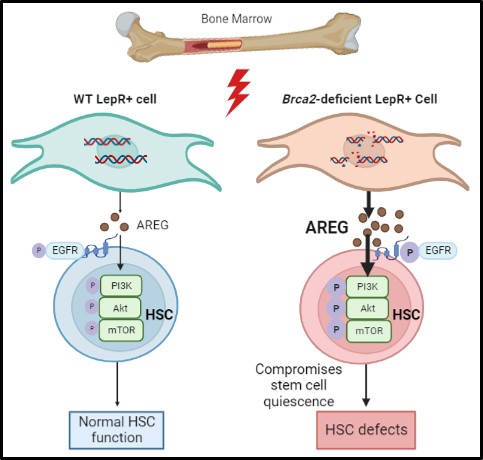 Bone Marrow
WT LepR+ cell
Brca2-deficient LepR+ Cell
AREG
AREG
P
EGFR
P
EGFR
P
PI3K
P
Akt
P
mTOR
HSC
P
PI3K
P
Akt
P
mTOR
HSC
Compromises
stem cell
quiescence
Normal HSC
function
HSC defects